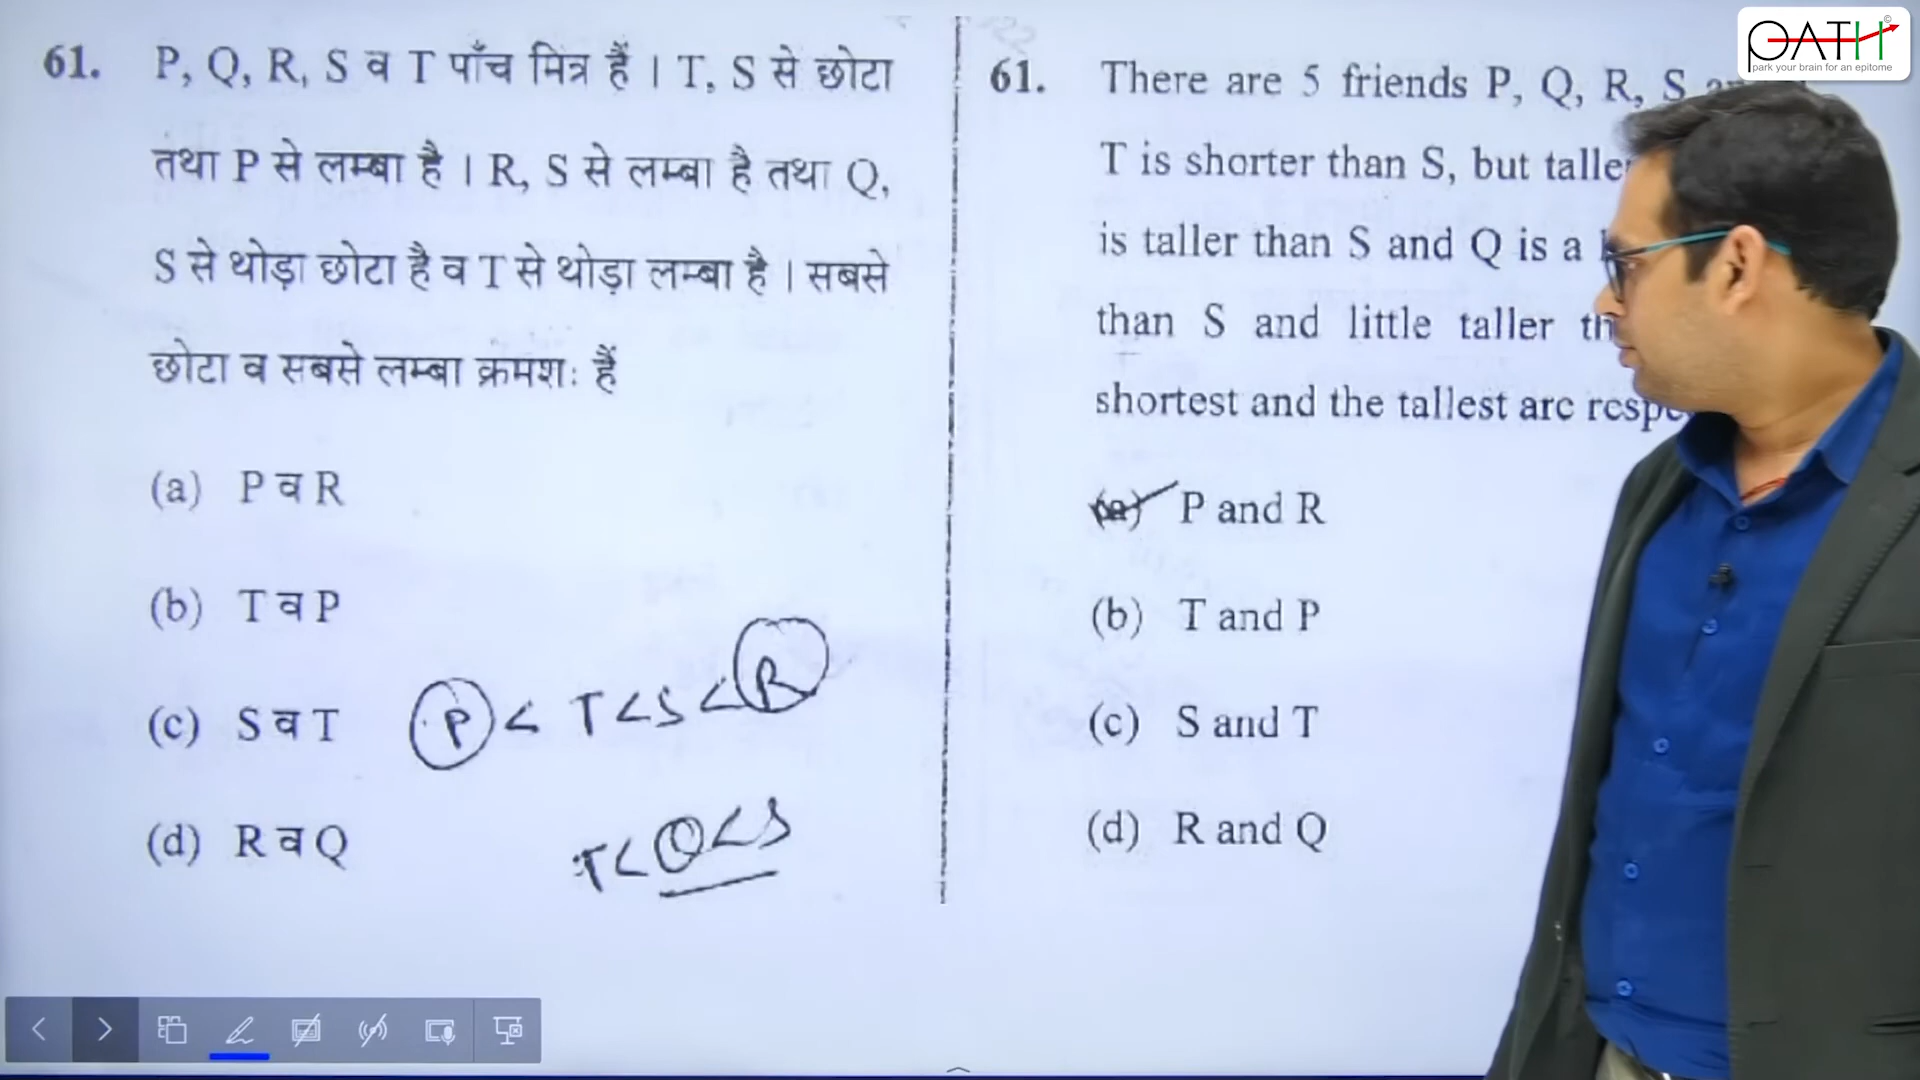 61. P, Q, R, S व T पाँच मित्र हैं । T, S से छोटा
तथा P से लम्बा है । R, S से लम्बा है तथा Q,
S से थोड़ा छोटा है व T से थोड़ा लम्बा है । सबसे
छोटा व सबसे लम्बा क्रमशः हैं
(a) P व R
(b) T व P
(c) S व T
(d) R व Q
P < T < S < R
T < Q < S
61. There are 5 friends P, Q, R, S
T is shorter than S, but
is taller than S and Q is a
than S and little taller
shortest and the tallest are
(a) P and R
(b) T and P
(c) S and T
(d) R and Q
PATH
park your brain for an epitome